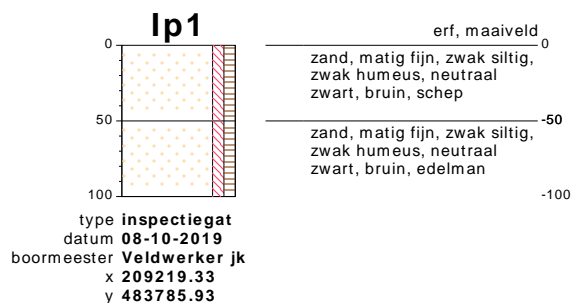 Ip1
erf, maaiveld
0
0
zand, matig fijn, zwak siltig,
zwak humeus, neutraal
zwart, bruin, schep
50
-50
zand, matig fijn, zwak siltig,
zwak humeus, neutraal
zwart, bruin, edelman
100
-100
type inspectiegat
datum 08-10-2019
boormeester Veldwerker jk
x 209219.33
y 483785.93